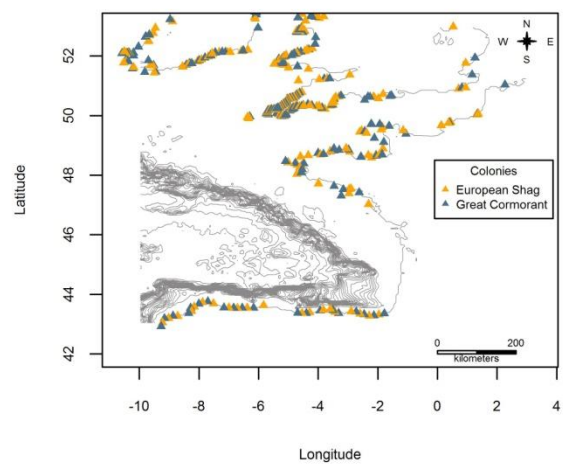 N
W E
S
52
50
48
46
44
42
Latitude
Colonies
European Shag
Great Cormorant
0 200
kilometers
-10 -8 -6 -4 -2 0 2 4
Longitude